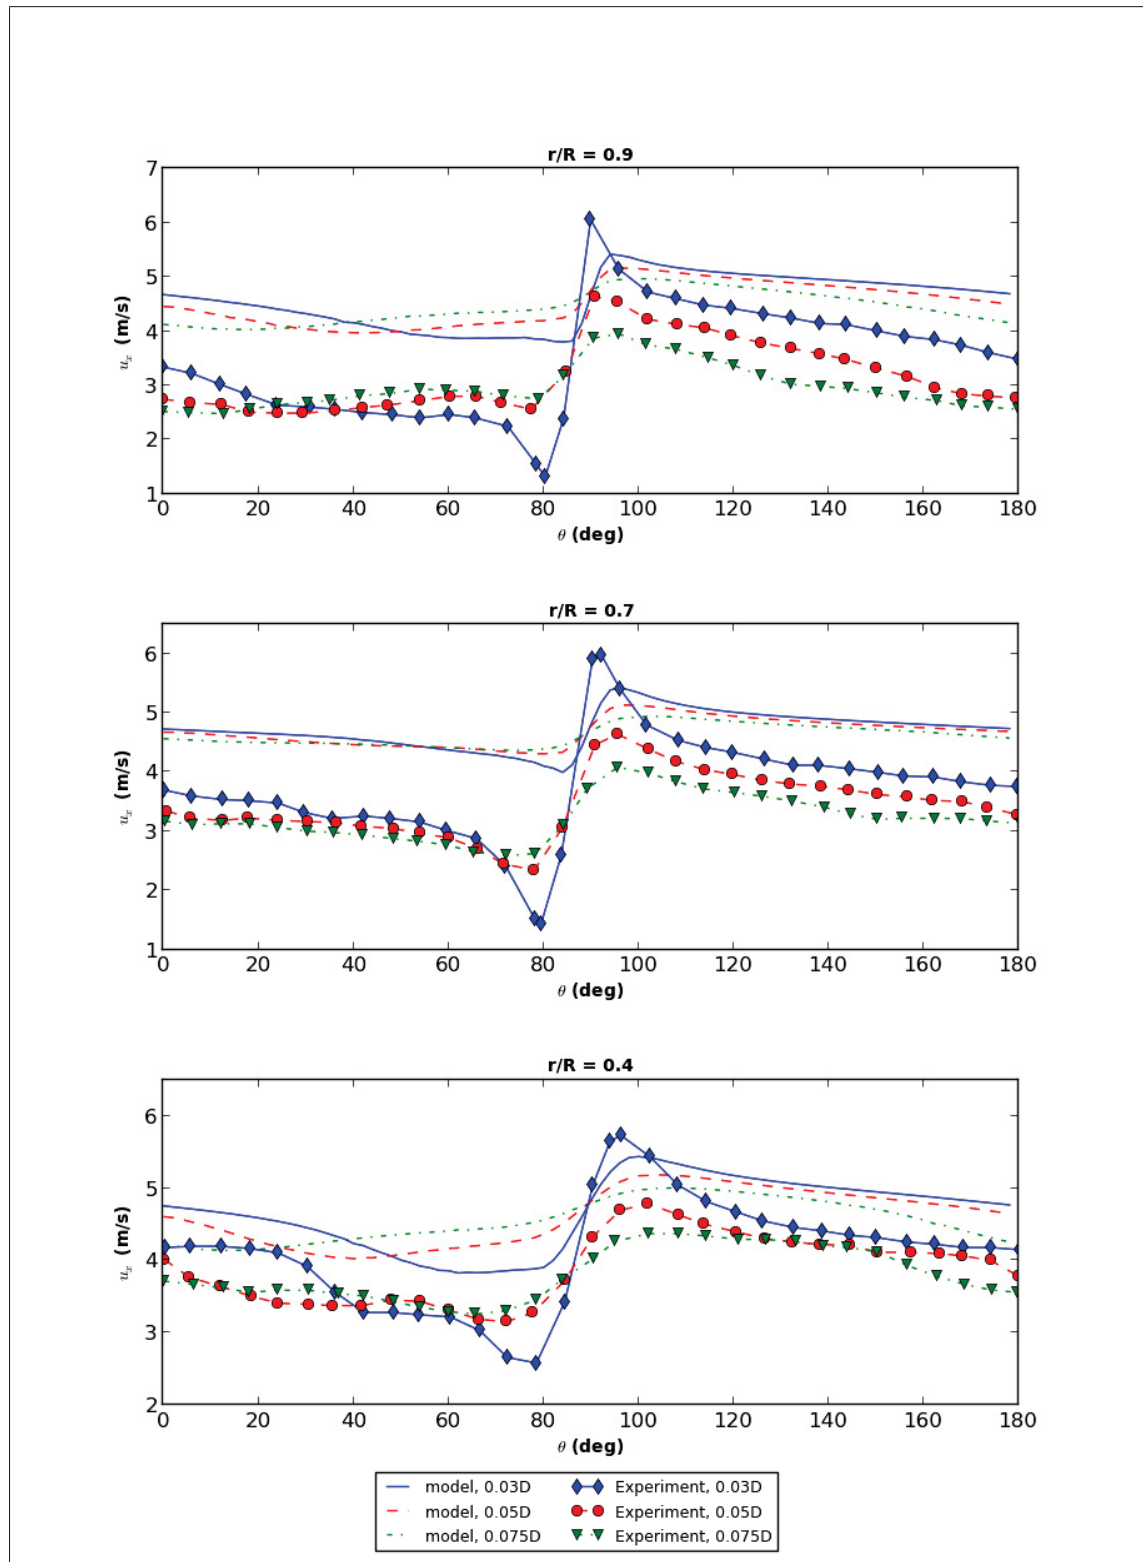 r/R = 0.9
7
6
5
4
3
2
1
u_x (m/s)
0 20 40 60 80 100 120 140 160 180
θ (deg)
r/R = 0.7
6
5
4
3
2
1
u_x (m/s)
0 20 40 60 80 100 120 140 160 180
θ (deg)
r/R = 0.4
6
5
4
3
2
u_x (m/s)
0 20 40 60 80 100 120 140 160 180
θ (deg)
model, 0.03D Experiment, 0.03D
model, 0.05D Experiment, 0.05D
model, 0.075D Experiment, 0.075D